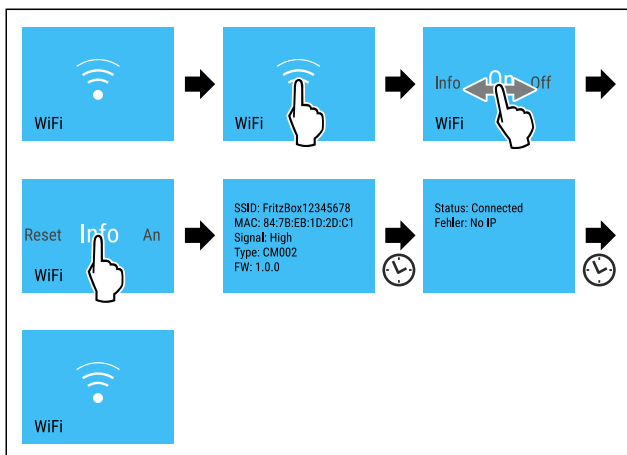 WiFi
WiFi
Info On Off
WiFi
Reset Info An
WiFi
SSID: FritzBox12345678
MAC: 84:7B:EB:1D:2D:C1
Signal: High
Type: CM002
FW: 1.0.0
Status: Connected
Fehler: No IP
WiFi